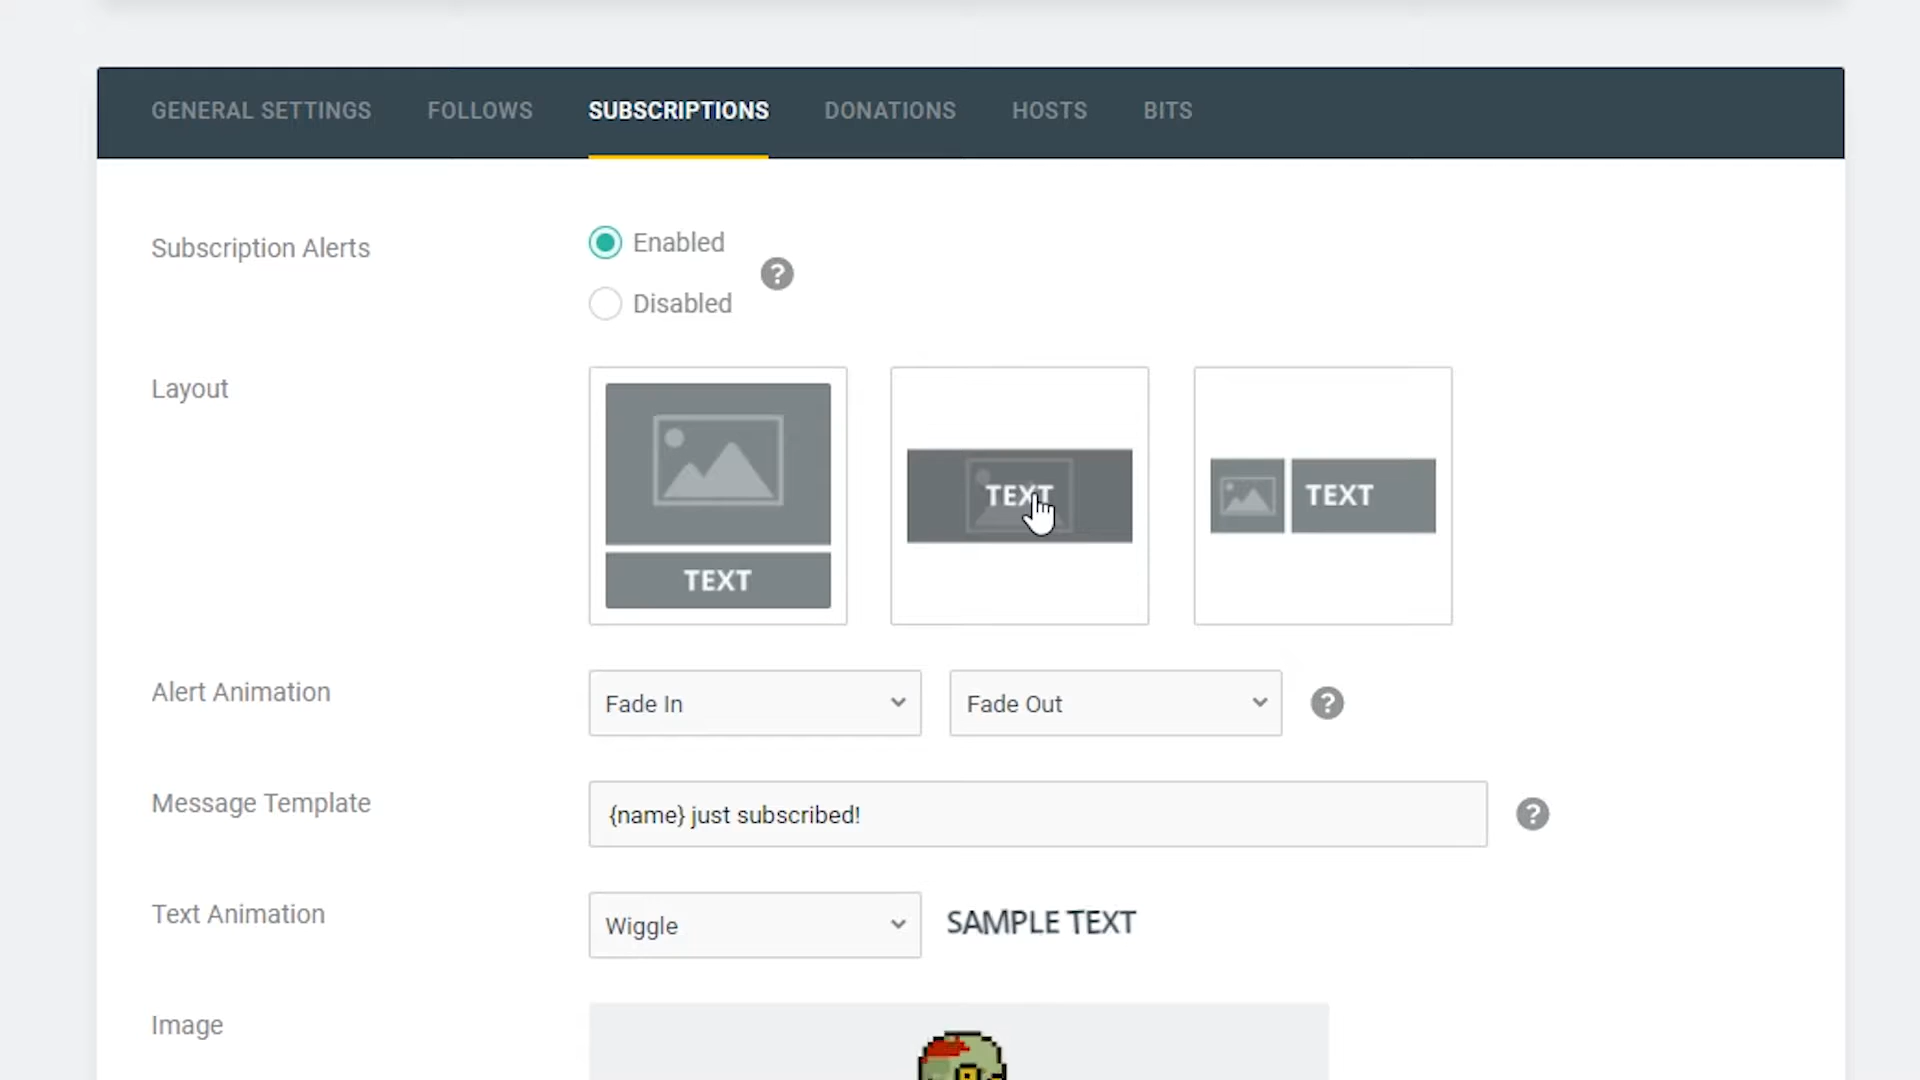 GENERAL SETTINGS FOLLOWS SUBSCRIPTIONS DONATIONS HOSTS BITS
Subscription Alerts
Enabled
?
Disabled
Layout
TEXT
TEXT
TEXT
Alert Animation
Fade In
Fade Out
?
Message Template
{name} just subscribed!
?
Text Animation
Wiggle
SAMPLE TEXT
Image